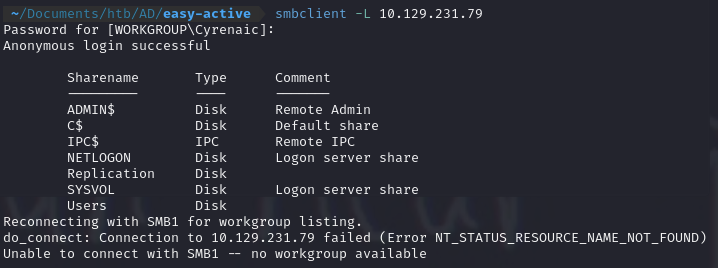 ~/Documents/htb/AD/easy-active smbclient -L 10.129.231.79
Password for [WORKGROUP\Cyrenaic]:
Anonymous login successful
Sharename Type Comment
--------- ---- -------
ADMIN$ Disk Remote Admin
C$ Disk Default share
IPC$ IPC Remote IPC
NETLOGON Disk Logon server share
Replication Disk
SYSVOL Disk Logon server share
Users Disk
Reconnecting with SMB1 for workgroup listing.
do_connect: Connection to 10.129.231.79 failed (Error NT_STATUS_RESOURCE_NAME_NOT_FOUND)
Unable to connect with SMB1 -- no workgroup available